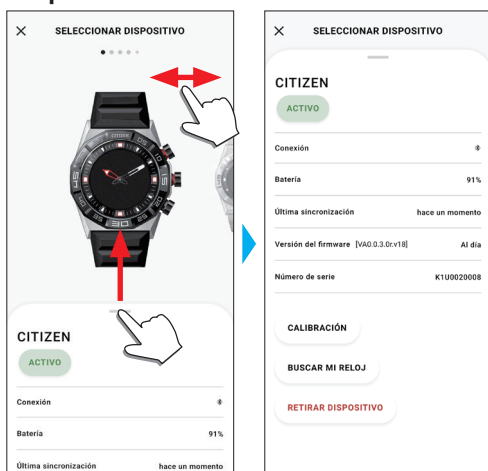 SELECCIONAR DISPOSITIVO
CITIZEN
ACTIVO
Conexión
Batería 91%
Última sincronización hace un momento
SELECCIONAR DISPOSITIVO
CITIZEN
ACTIVO
Conexión
Batería 91%
Última sincronización hace un momento
Versión del firmware [VA0.0.3.0r.v18] Al día
Número de serie K1U0020008
CALIBRACIÓN
BUSCAR MI RELOJ
RETIRAR DISPOSITIVO